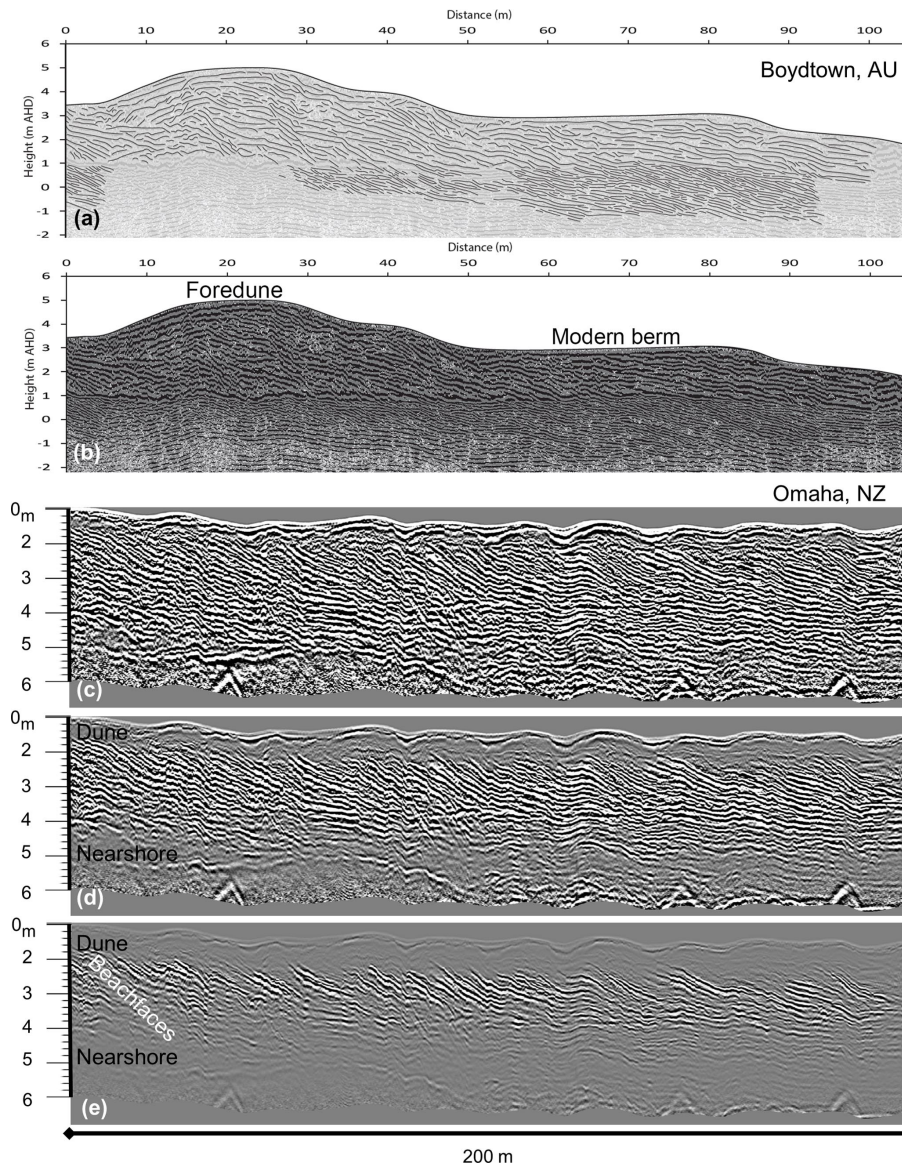 Distance (m)
0 10 20 30 40 50 60 70 80 90 100
6
Boydtown, AU
5
4
3
2
1
0
-1
-2
Height (m AHD)
(a)
Distance (m)
0 10 20 30 40 50 60 70 80 90 100
6
Foredune
5
4
Modern berm
3
2
1
0
-1
-2
Height (m AHD)
(b)
Omaha, NZ
0m
2
3
4
5
6
(c)
0m
Dune
2
3
4
Nearshore
5
6
(d)
0m
Dune
2
Beachfaces
3
4
Nearshore
5
6
(e)
200 m